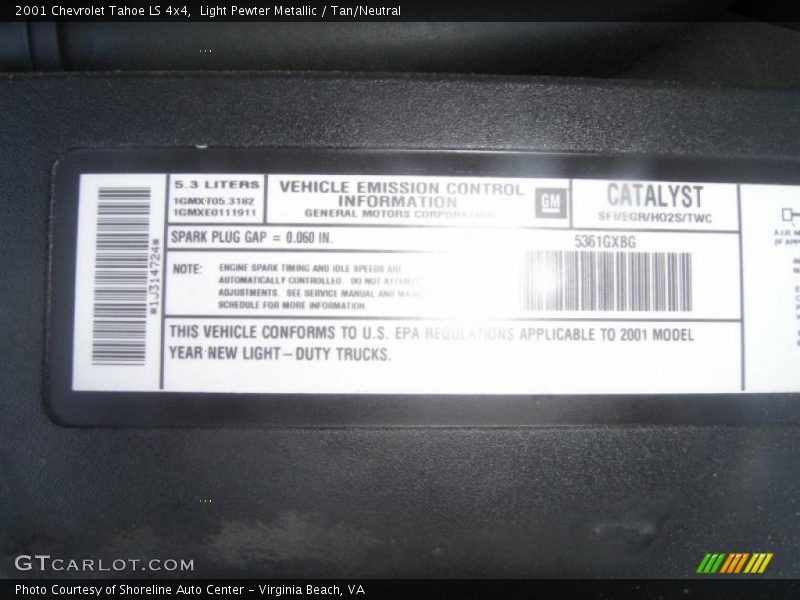 2001 Chevrolet Tahoe LS 4x4, Light Pewter Metallic / Tan/Neutral
5.3 LITERS
1GMXT05.3182
1GMXE0111911
VEHICLE EMISSION CONTROL
INFORMATION
GENERAL MOTORS CORPORATION
GM
CATALYST
SFI/EGR/HO2S/TWC
SPARK PLUG GAP = 0.060 IN.
5361GXBG
*1J314724*
NOTE: ENGINE SPARK TIMING AND IDLE SPEEDS ARE
AUTOMATICALLY CONTROLLED. DO NOT ATTEMPT
ADJUSTMENTS. SEE SERVICE MANUAL AND
SCHEDULE FOR MORE INFORMATION.
THIS VEHICLE CONFORMS TO U.S. EPA REGULATIONS APPLICABLE TO 2001 MODEL
YEAR NEW LIGHT-DUTY TRUCKS.
A.I.R.
GTCARLOT.COM
Photo Courtesy of Shoreline Auto Center - Virginia Beach, VA